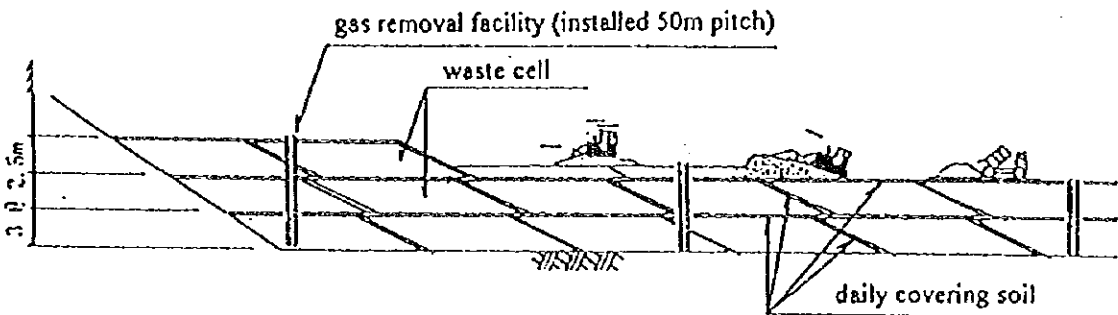 gas removal facility (installed 50m pitch)
waste cell
daily covering soil